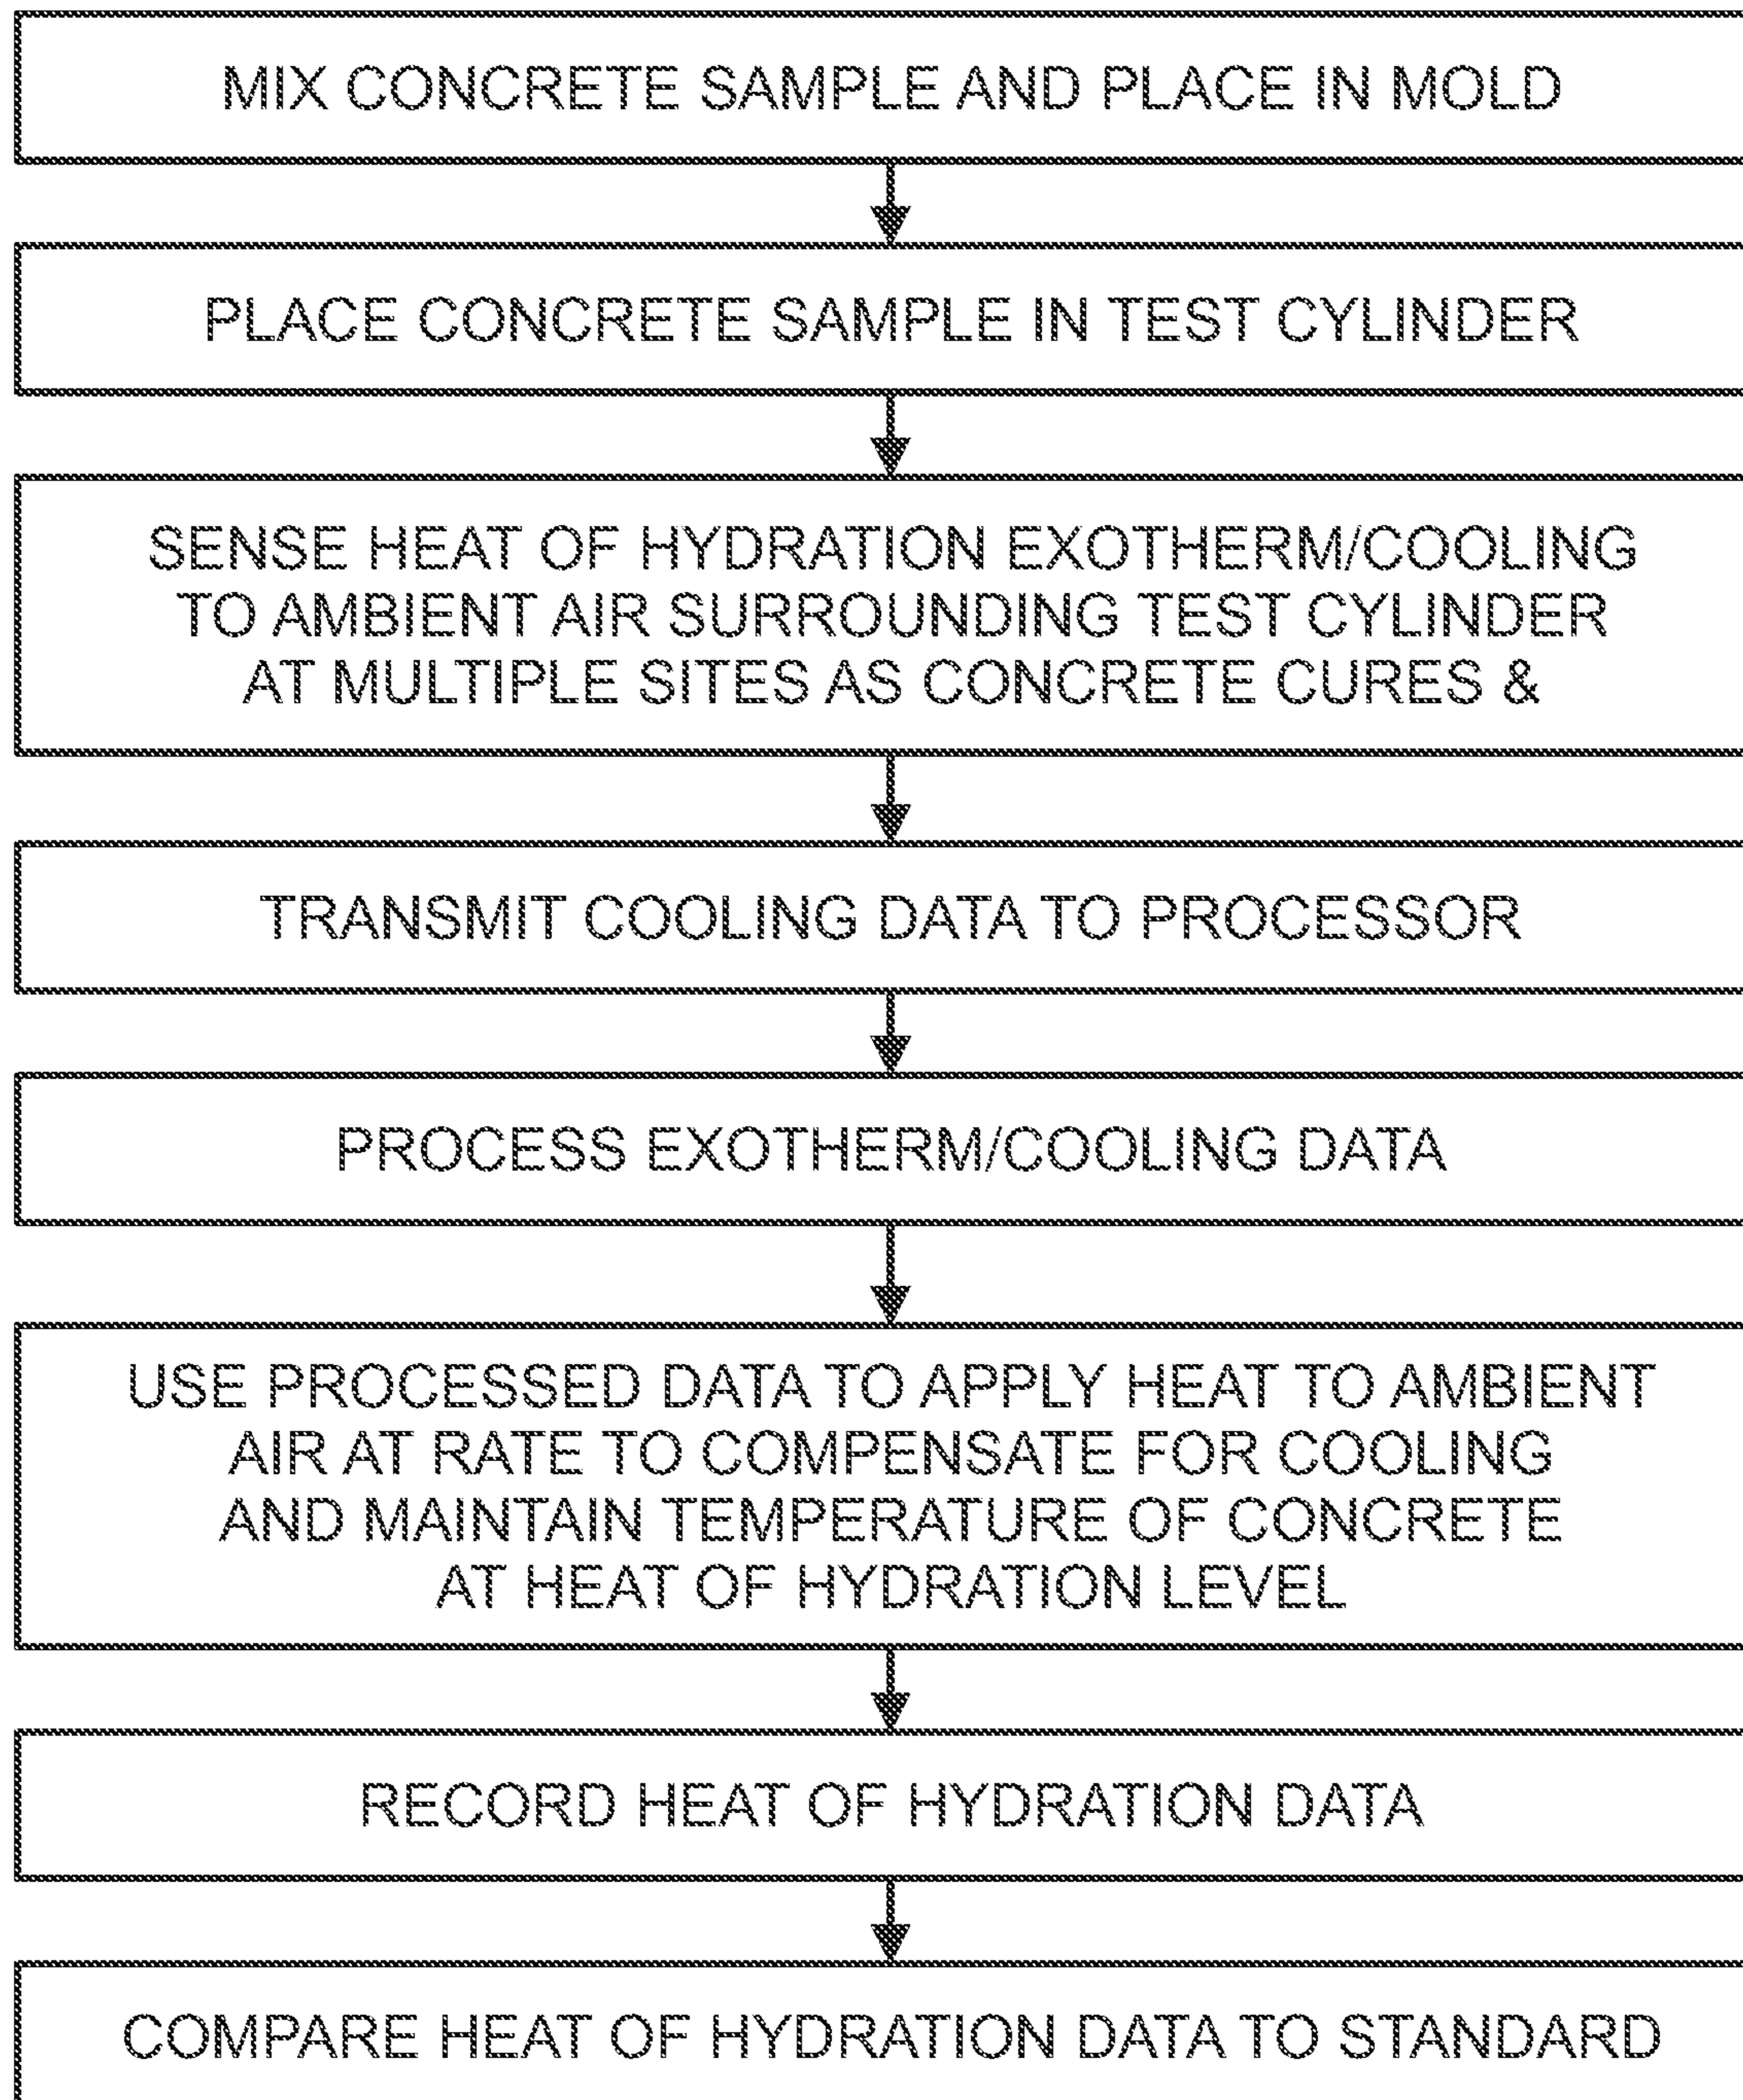 MIX CONCRETE SAMPLE AND PLACE IN MOLD
PLACE CONCRETE SAMPLE IN TEST CYLINDER
SENSE HEAT OF HYDRATION EXOTHERM/COOLING
TO AMBIENT AIR SURROUNDING TEST CYLINDER
AT MULTIPLE SITES AS CONCRETE CURES &
TRANSMIT COOLING DATA TO PROCESSOR
PROCESS EXOTHERM/COOLING DATA
USE PROCESSED DATA TO APPLY HEAT TO AMBIENT
AIR AT RATE TO COMPENSATE FOR COOLING
AND MAINTAIN TEMPERATURE OF CONCRETE
AT HEAT OF HYDRATION LEVEL
RECORD HEAT OF HYDRATION DATA
COMPARE HEAT OF HYDRATION DATA TO STANDARD